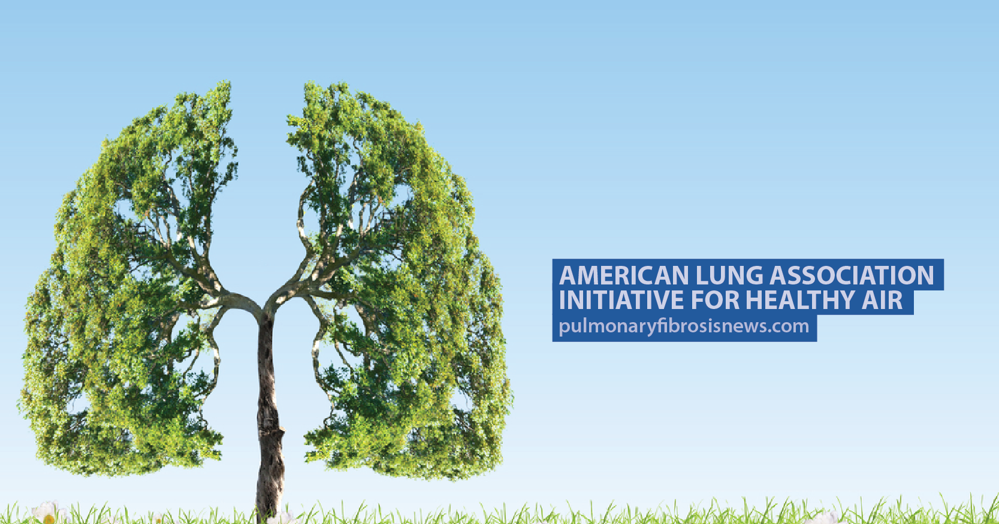 AMERICAN LUNG ASSOCIATION
INITIATIVE FOR HEALTHY AIR
pulmonaryfibrosisnews.com